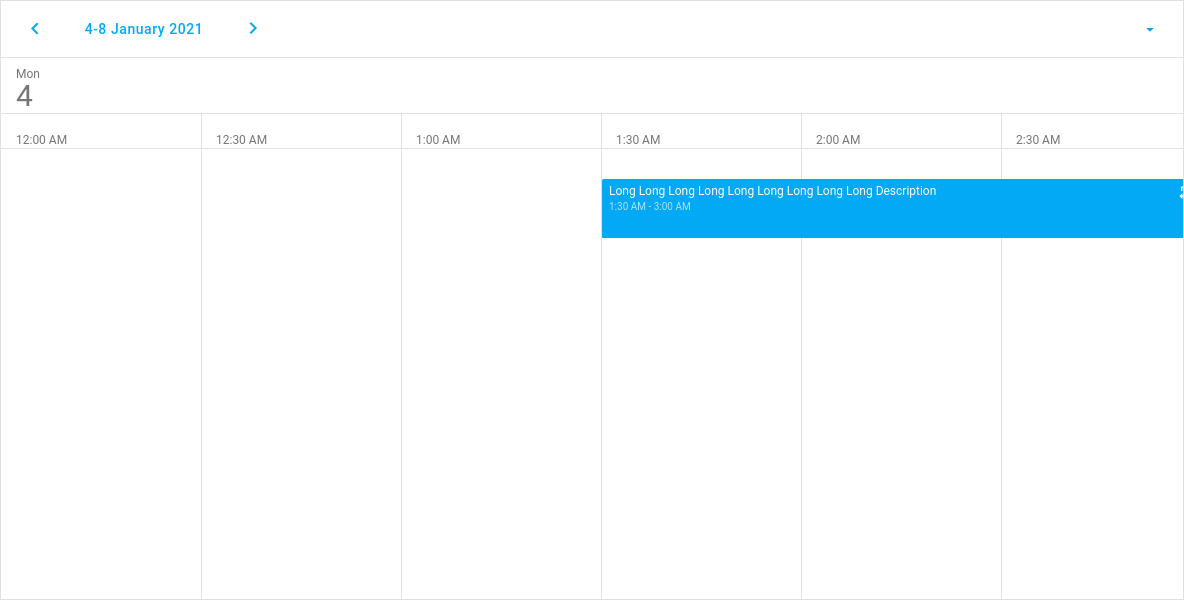 4-8 January 2021
Mon
4
12:00 AM 12:30 AM 1:00 AM 1:30 AM 2:00 AM 2:30 AM
Long Long Long Long Long Long Long Long Long Description
1:30 AM - 3:00 AM